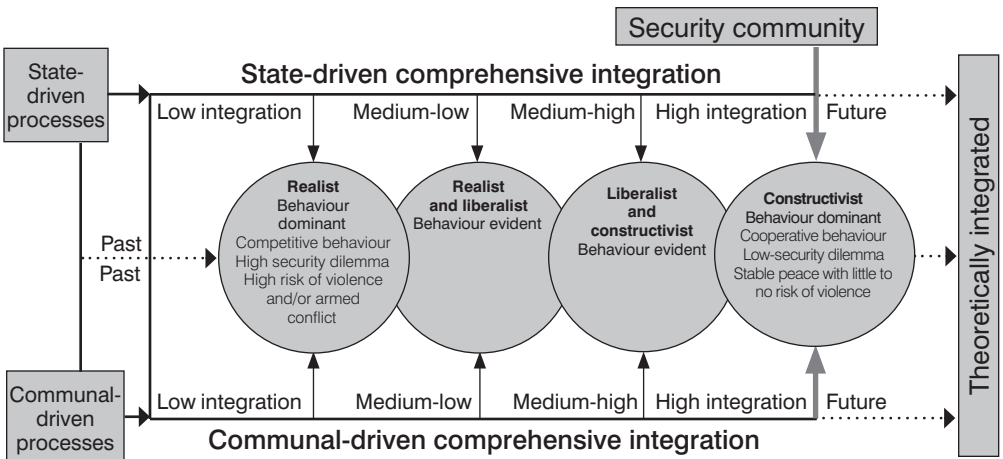 Security community
State-
driven
processes
State-driven comprehensive integration
Low integration
Medium-low
Medium-high
High integration
Future
Realist
Behaviour
dominant
Competitive behaviour
High security dilemma
High risk of violence
and/or armed
conflict
Realist
and liberalist
Behaviour evident
Liberalist
and
constructivist
Behaviour evident
Constructivist
Behaviour dominant
Cooperative behaviour
Low-security dilemma
Stable peace with little to
no risk of violence
Past
Past
Theoretically integrated
Communal-
driven
processes
Low integration
Medium-low
Medium-high
High integration
Future
Communal-driven comprehensive integration